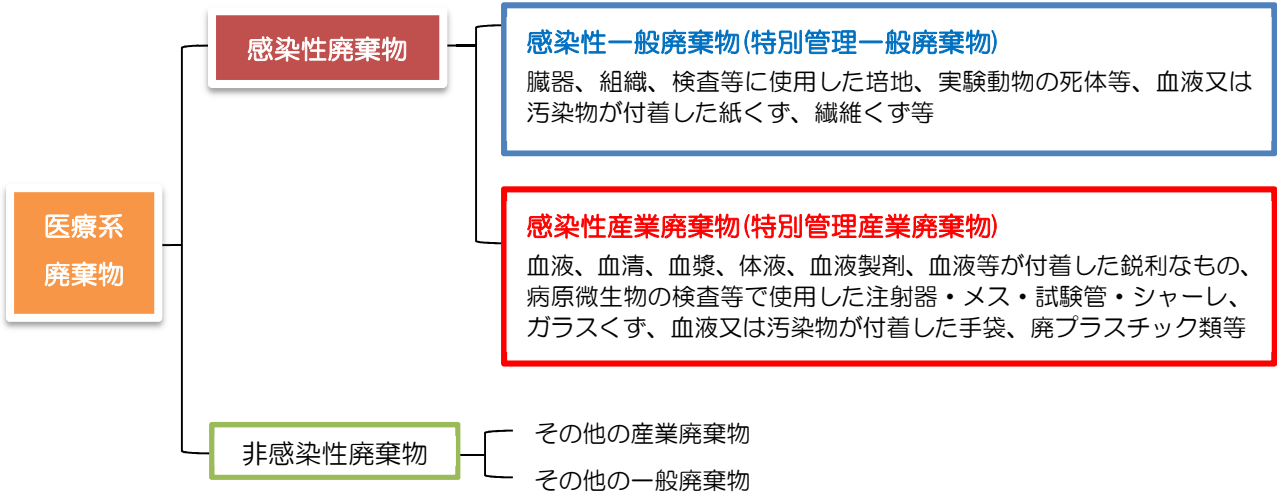 医療系
廃棄物
感染性廃棄物
感染性一般廃棄物(特別管理一般廃棄物)
臓器、組織、検査等に使用した培地、実験動物の死体等、血液又は
汚染物が付着した紙くず、繊維くず等
感染性産業廃棄物(特別管理産業廃棄物)
血液、血清、血漿、体液、血液製剤、血液等が付着した鋭利なもの、
病原微生物の検査等で使用した注射器・メス・試験管・シャーレ、
ガラスくず、血液又は汚染物が付着した手袋、廃プラスチック類等
非感染性廃棄物
その他の産業廃棄物
その他の一般廃棄物